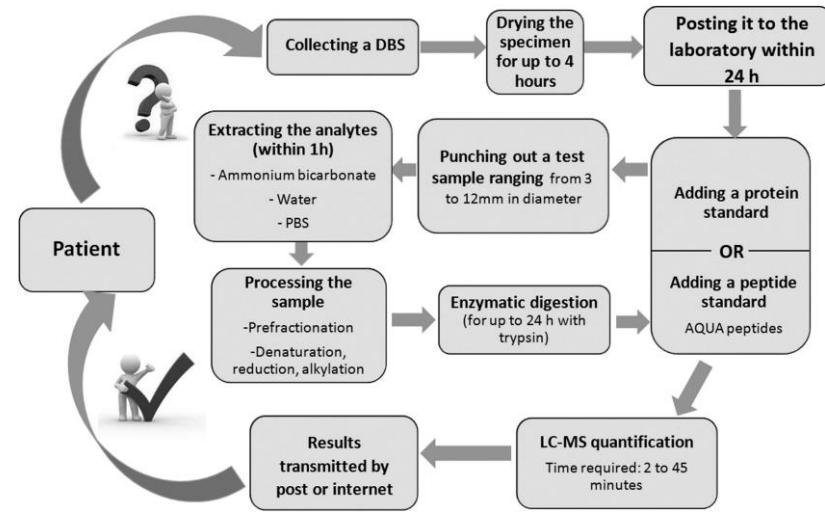 Collecting a DBS
Drying the
specimen
for up to 4
hours
Posting it to the
laboratory within
24 h
Extracting the analytes
(within 1h)
- Ammonium bicarbonate
- Water
- PBS
Punching out a test
sample ranging from 3
to 12mm in diameter
Adding a protein
standard
OR
Adding a peptide
standard
AQUA peptides
Patient
Processing the
sample
-Prefractionation
-Denaturation,
reduction, alkylation
Enzymatic digestion
(for up to 24 h with
trypsin)
Results
transmitted by
post or internet
LC-MS quantification
Time required: 2 to 45
minutes